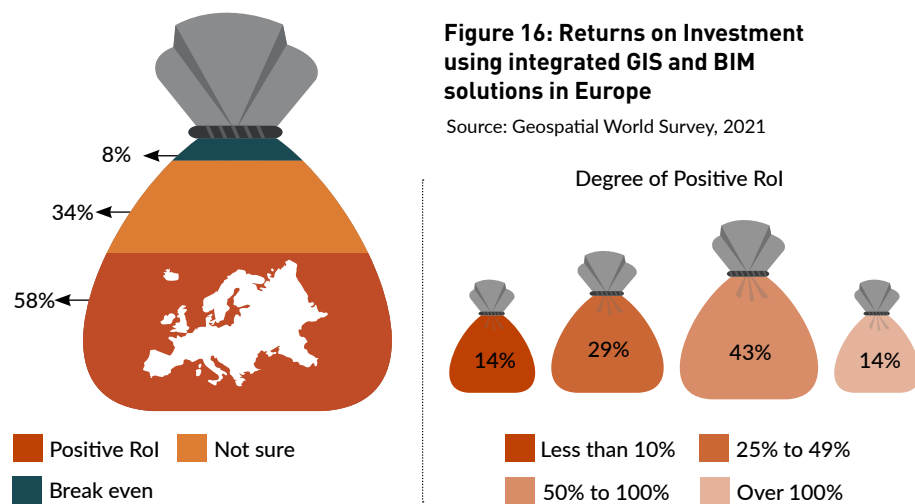 Figure 16: Returns on Investment
using integrated GIS and BIM
solutions in Europe
Source: Geospatial World Survey, 2021
8%
34%
58%
Positive RoI
Not sure
Break even
Degree of Positive RoI
14%
29%
43%
14%
Less than 10%
25% to 49%
50% to 100%
Over 100%